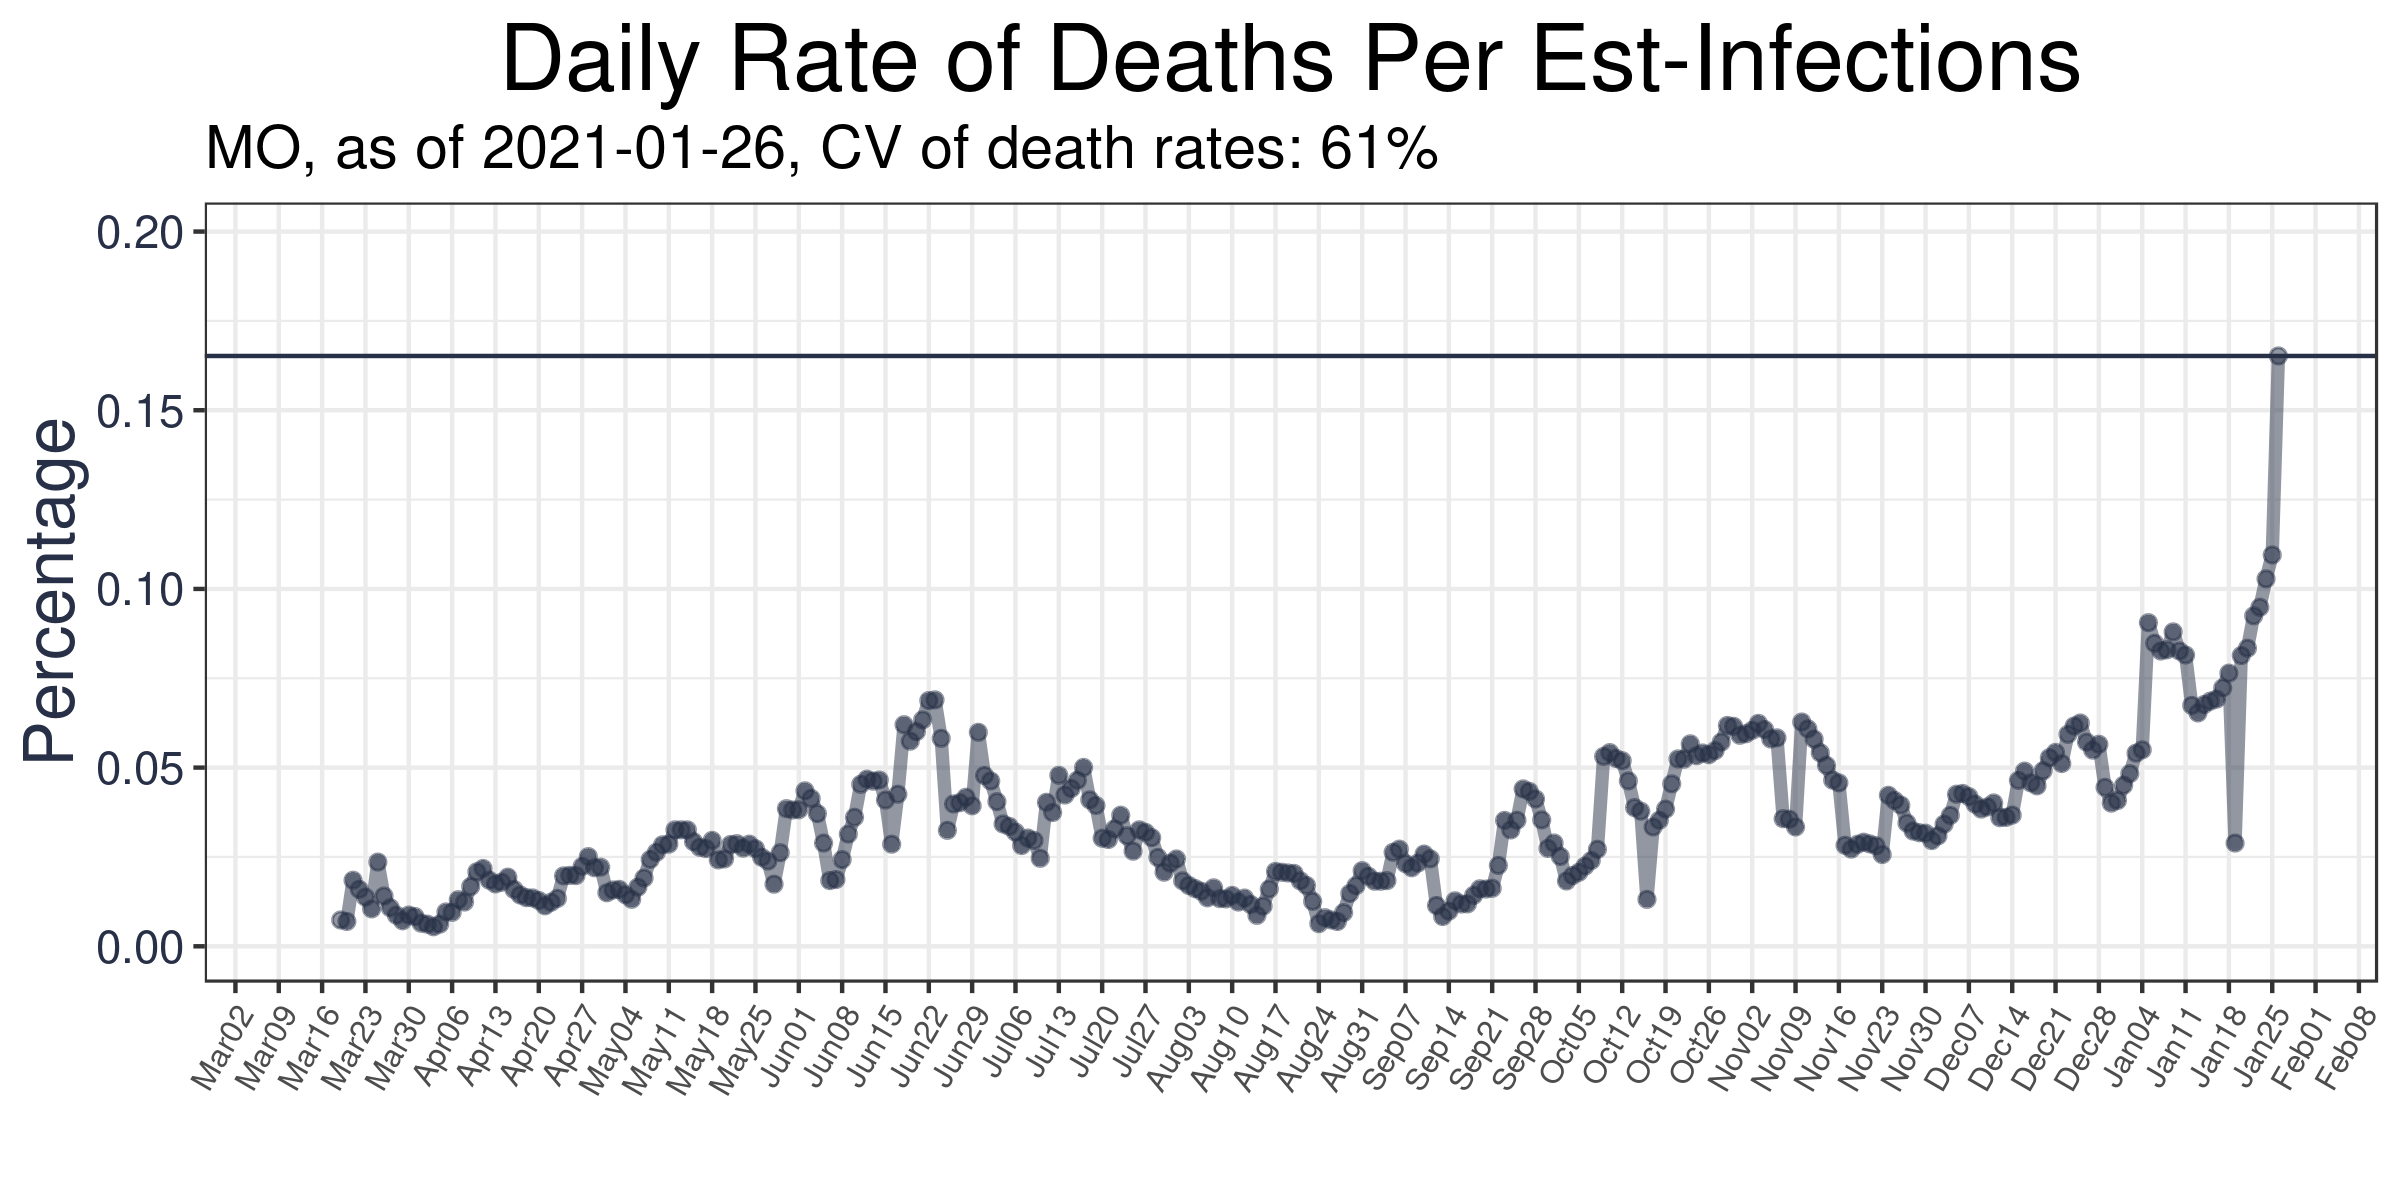 Daily Rate of Deaths Per Est-Infections
MO, as of 2021-01-26, CV of death rates: 61%
Percentage
0.20
0.15
0.10
0.05
0.00
Mar02
Mar09
Mar16
Mar23
Mar30
Apr06
Apr13
Apr20
Apr27
May04
May11
May18
May25
Jun01
Jun08
Jun15
Jun22
Jun29
Jul06
Jul13
Jul20
Jul27
Aug03
Aug10
Aug17
Aug24
Aug31
Sep07
Sep14
Sep21
Sep28
Oct05
Oct12
Oct19
Oct26
Nov02
Nov09
Nov16
Nov23
Nov30
Dec07
Dec14
Dec21
Dec28
Jan04
Jan11
Jan18
Jan25
Feb01
Feb08